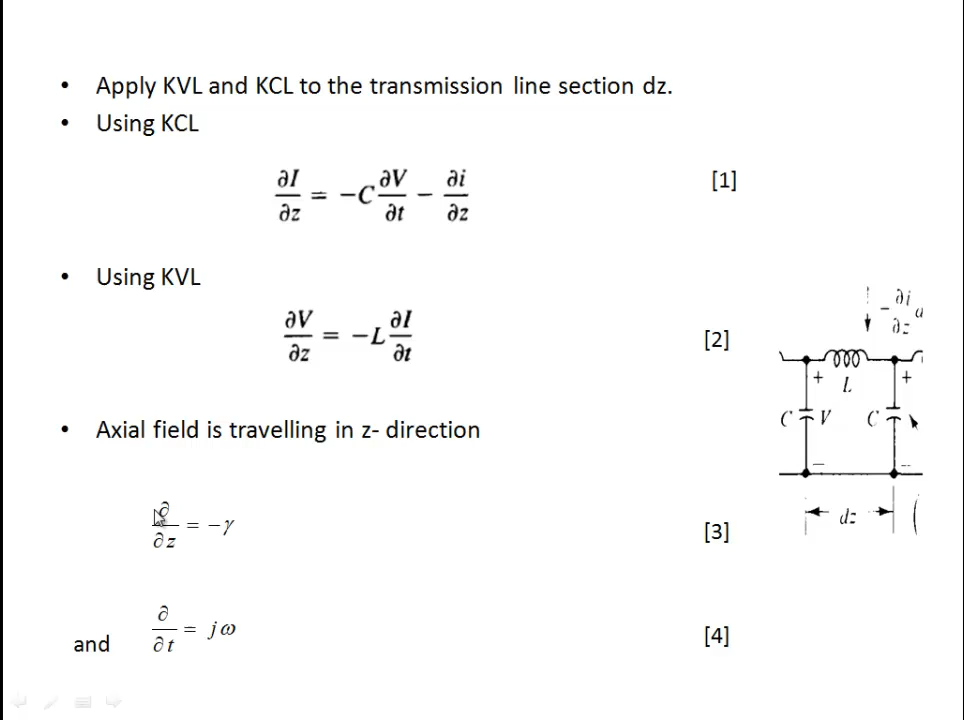 • Apply KVL and KCL to the transmission line section dz.
• Using KCL
∂I/∂z = −C ∂V/∂t − ∂i/∂z [1]
• Using KVL
∂V/∂z = −L ∂I/∂t [2]
• Axial field is travelling in z- direction
∂/∂z = −γ [3]
and ∂/∂t = jω [4]
− ∂i/∂z
+ L +
C V C
− −
dz (